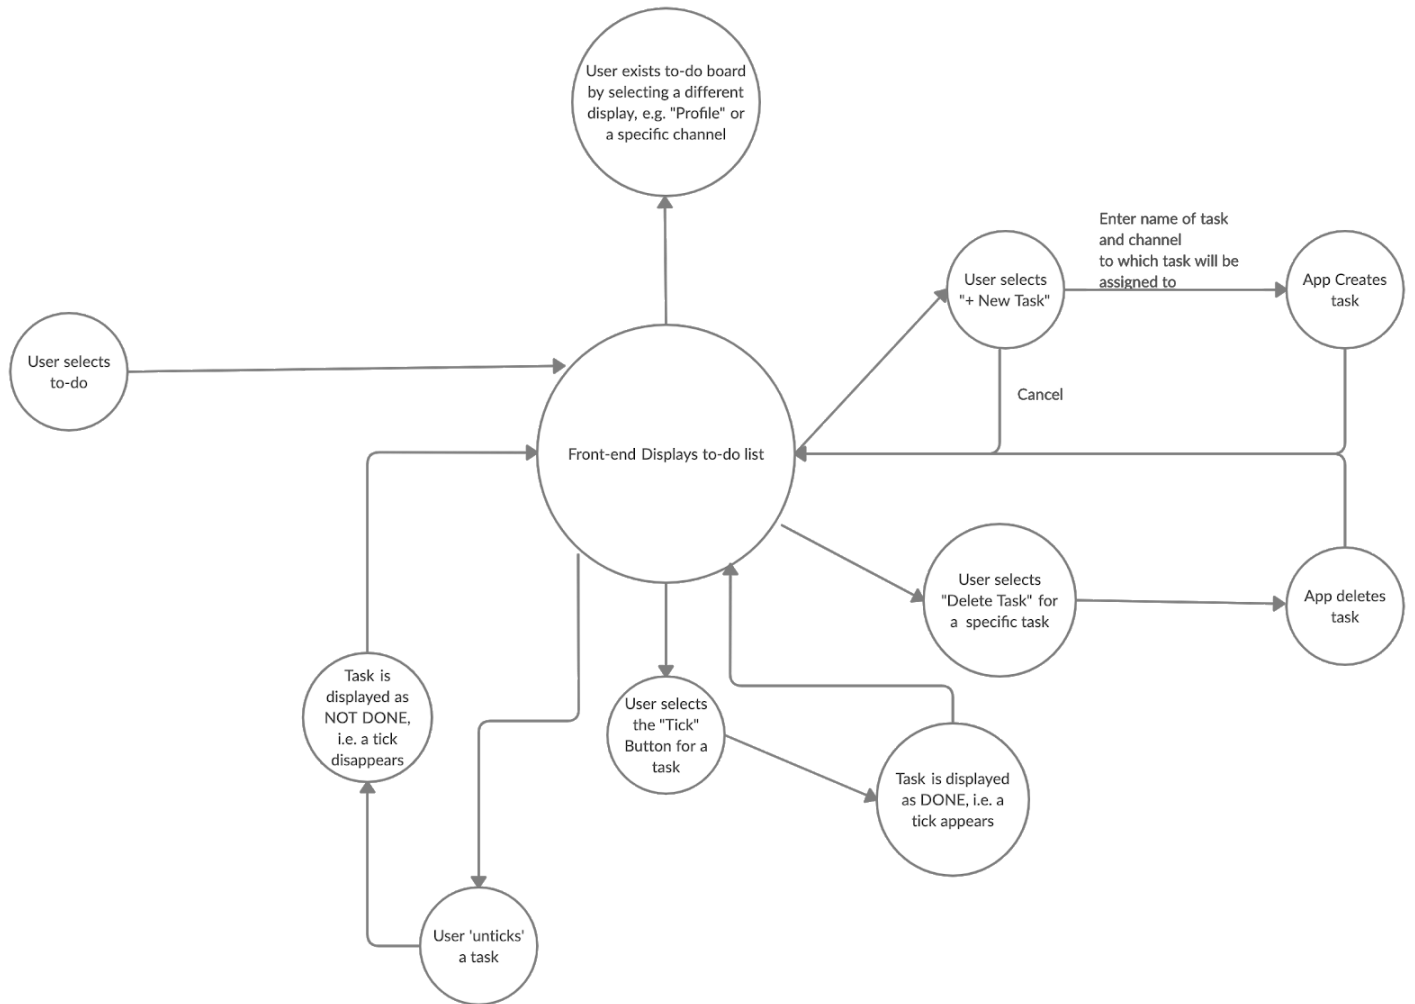 User exists to-do board
by selecting a different
display, e.g. "Profile" or
a specific channel
Enter name of task
and channel
to which task will be
assigned to
User selects
"+ New Task"
App Creates
task
User selects
to-do
Cancel
Front-end Displays to-do list
User selects
"Delete Task" for
a specific task
App deletes
task
Task is
displayed as
NOT DONE,
i.e. a tick
disappears
User selects
the "Tick"
Button for a
task
Task is displayed
as DONE, i.e. a
tick appears
User 'unticks'
a task